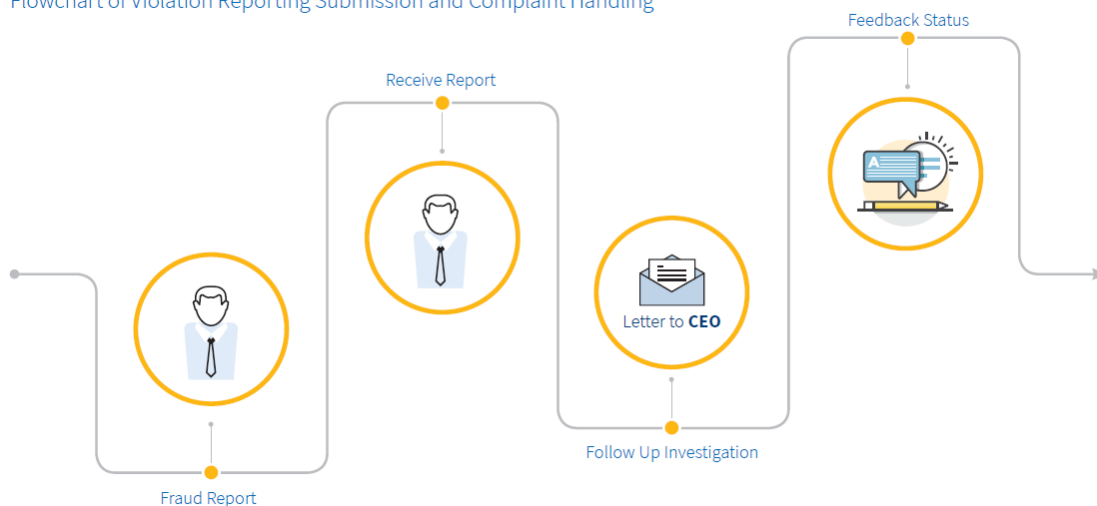 Flowchart of Violation Reporting Submission and Complaint Handling
Feedback Status
Receive Report
A
Letter to CEO
Follow Up Investigation
Fraud Report